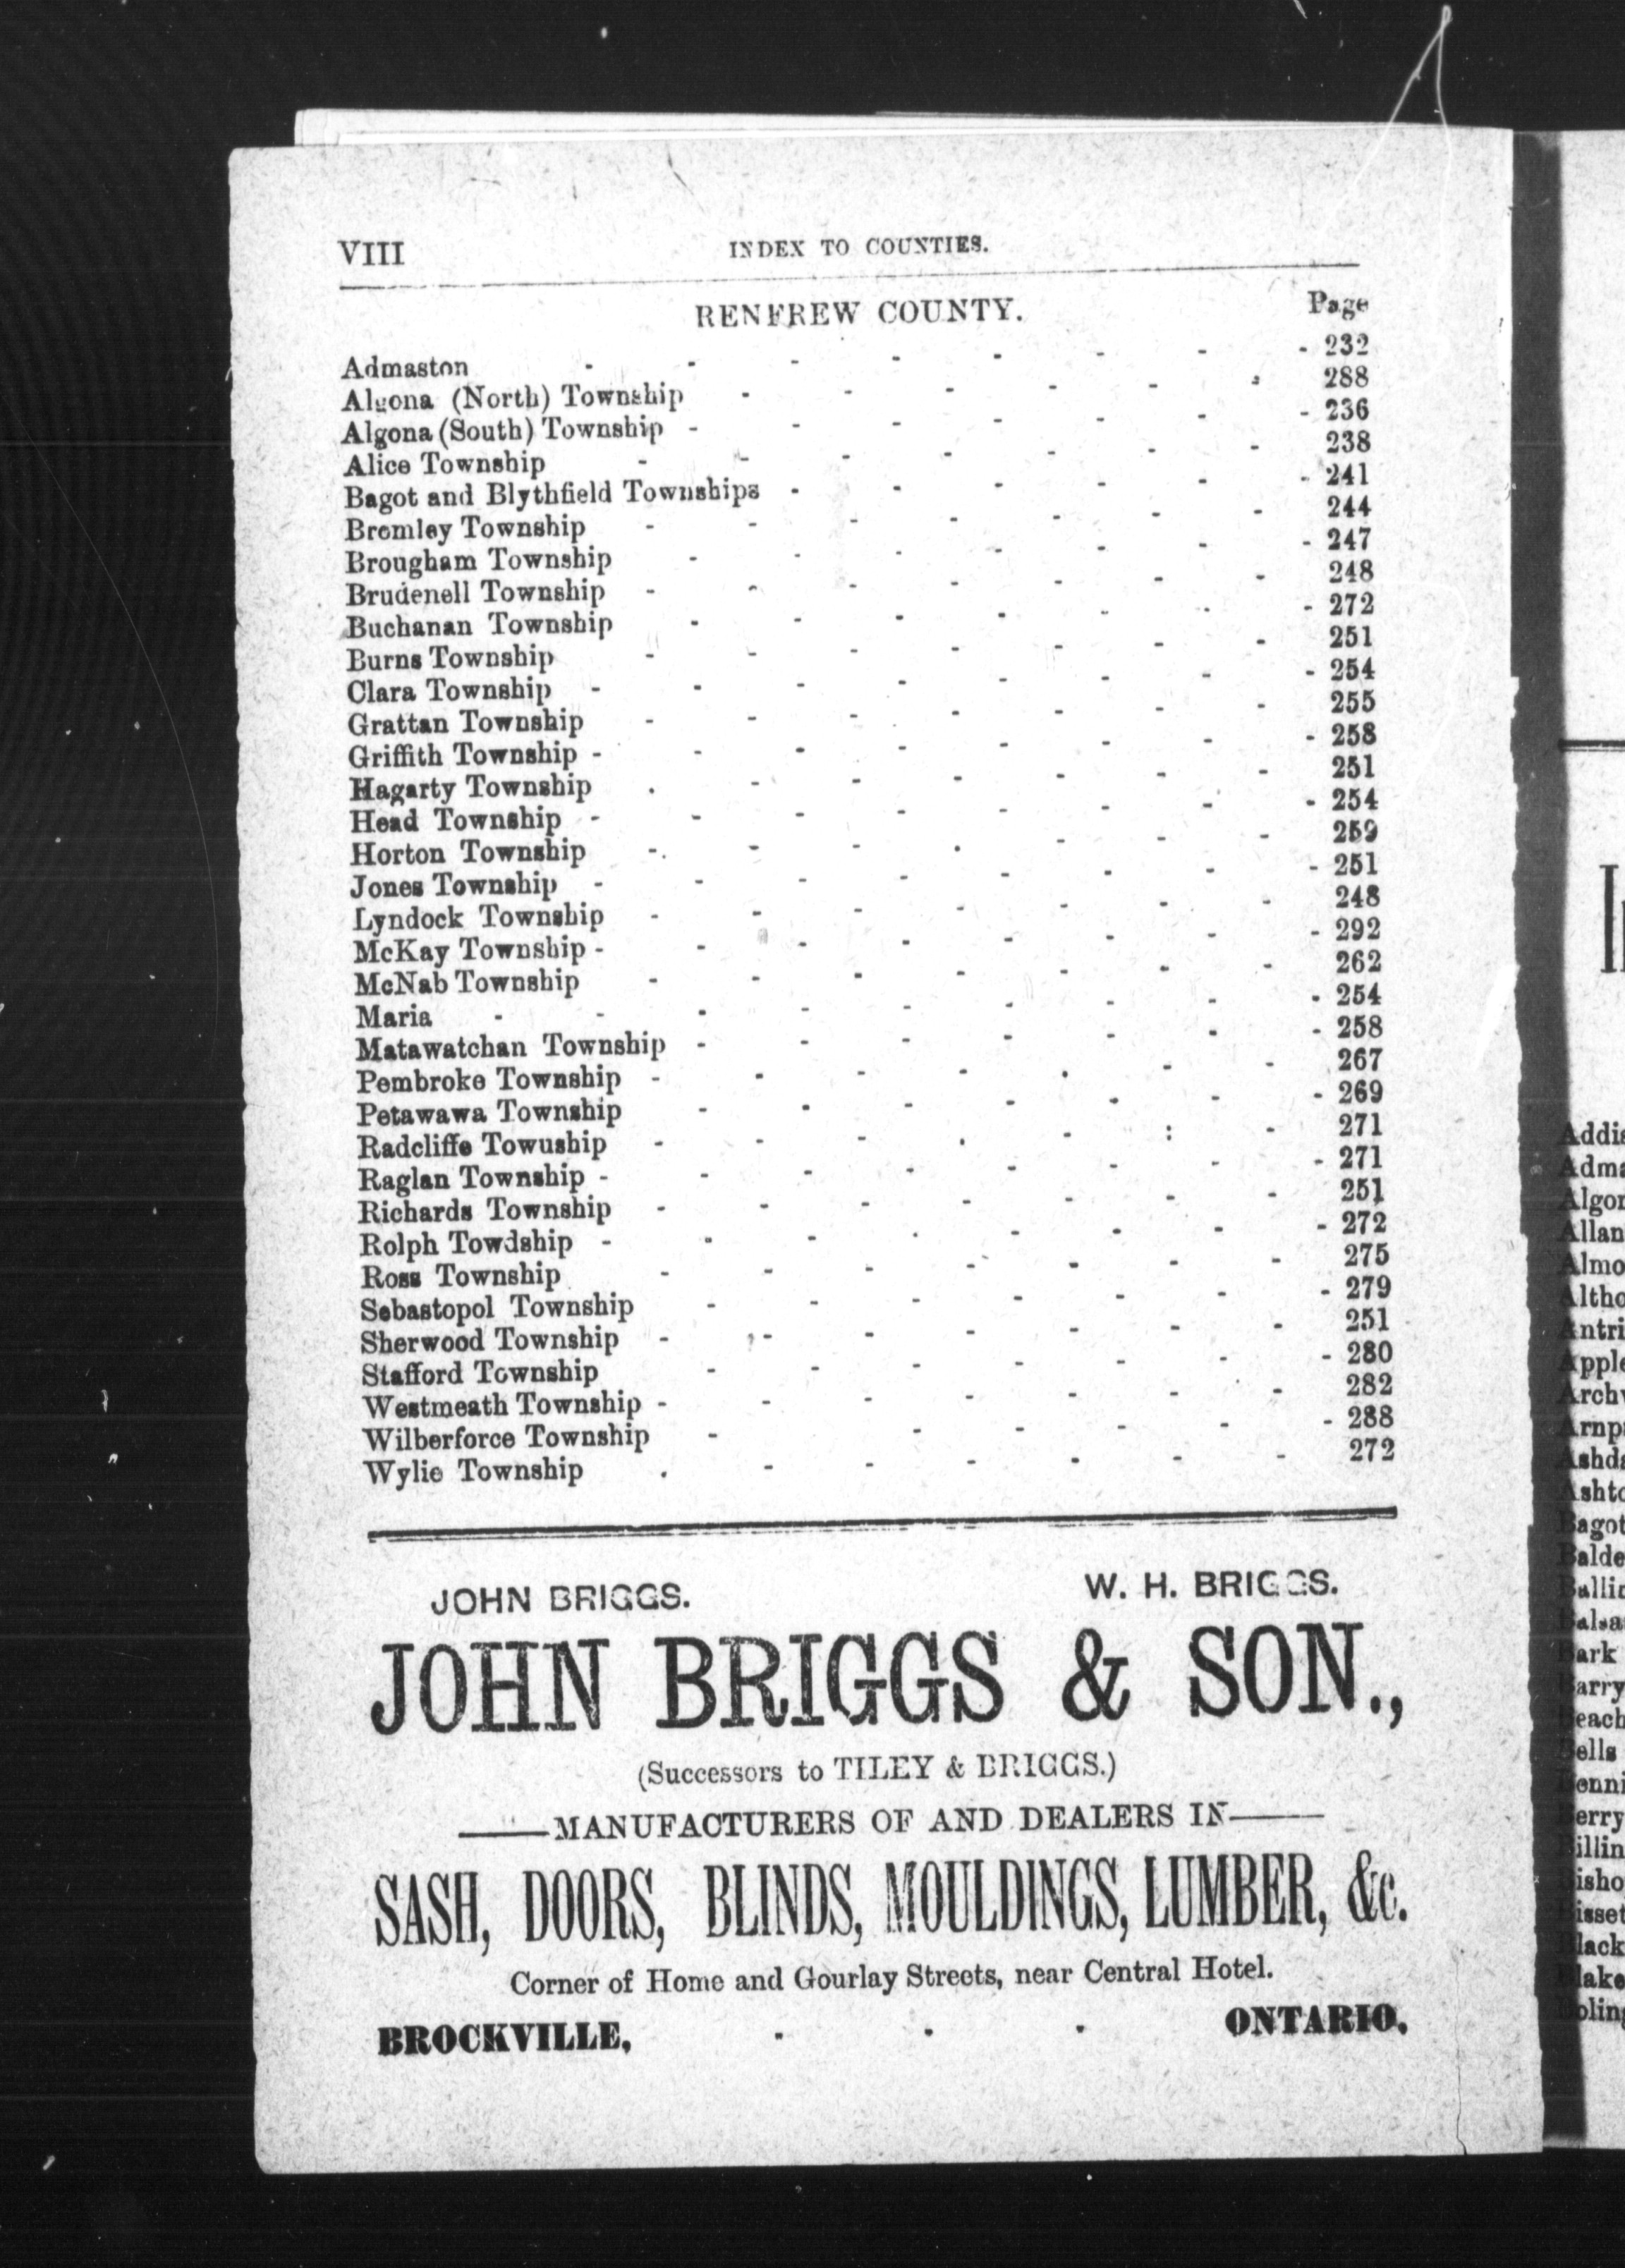 VIII INDEX TO COUNTIES.
RENFREW COUNTY. Page
Admaston - - - - - - - - 232
Algona (North) Township - - - - - - 288
Algona (South) Township - - - - - - - 236
Alice Township - - - - - - - 238
Bagot and Blythfield Townships - - - - - - 241
Bromley Township - - - - - - - 244
Brougham Township - - - - - - - 247
Brudenell Township - - - - - - - 248
Buchanan Township - - - - - - - 272
Burns Township - - - - - - - 251
Clara Township - - - - - - - - 254
Grattan Township - - - - - - - 255
Griffith Township - - - - - - - - 258
Hagarty Township - - - - - - - 251
Head Township - - - - - - - - 254
Horton Township - - - - - - - 259
Jones Township - - - - - - - - 251
Lyndock Township - - - - - - - 248
McKay Township - - - - - - - - 292
McNab Township - - - - - - - 262
Maria - - - - - - - - - 254
Matawatchan Township - - - - - - - 258
Pembroke Township - - - - - - - 267
Petawawa Township - - - - - - - 269
Radcliffe Towuship - - - - - - - 271
Raglan Township - - - - - - - - 271
Richards Township - - - - - - - 251
Rolph Towdship - - - - - - - - 272
Ross Township - - - - - - - 275
Sebastopol Township - - - - - - - 279
Sherwood Township - - - - - - - 251
Stafford Township - - - - - - - 280
Westmeath Township - - - - - - - 282
Wilberforce Township - - - - - - 288
Wylie Township - - - - - - - 272
JOHN BRIGGS. W. H. BRIGGS.
JOHN BRIGGS & SON.,
(Successors to TILEY & BRIGGS.)
——MANUFACTURERS OF AND DEALERS IN——
SASH, DOORS, BLINDS, MOULDINGS, LUMBER, &c.
Corner of Home and Gourlay Streets, near Central Hotel.
BROCKVILLE, - - - ONTARIO.